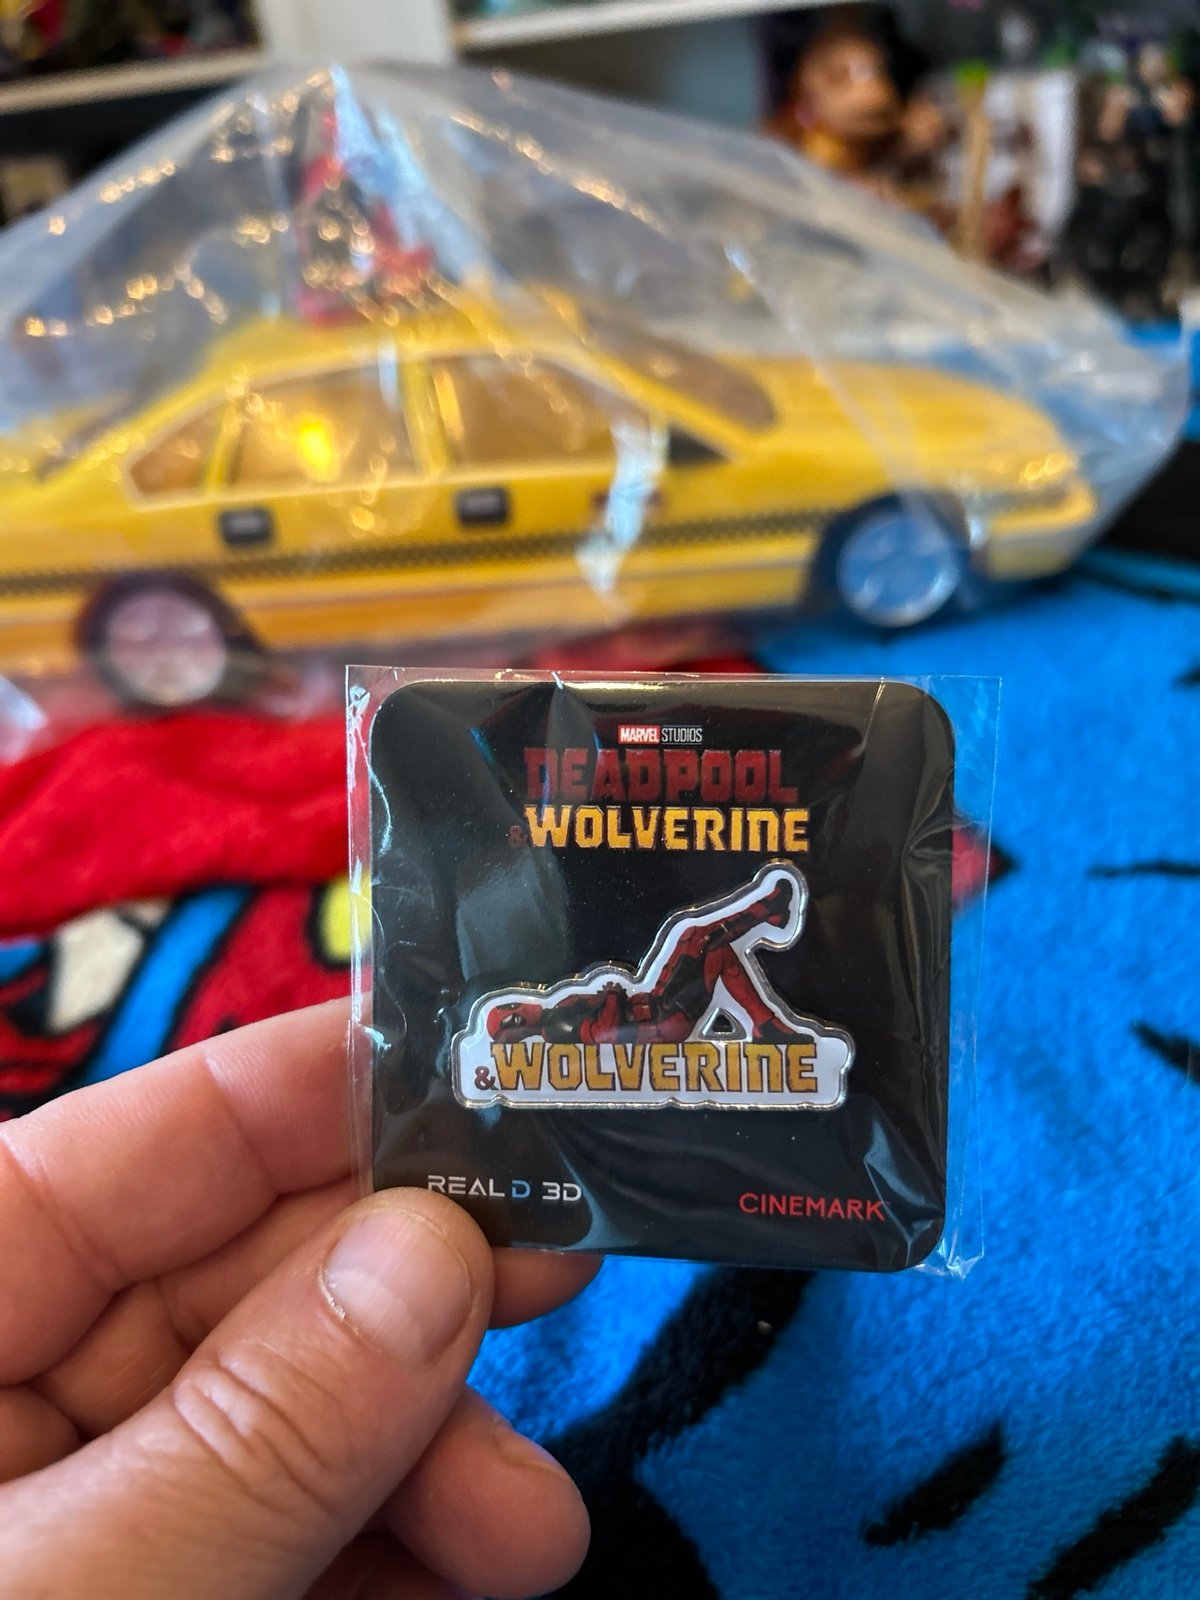 MARVEL STUDIOS
DEADPOOL
& WOLVERINE
& WOLVERINE
REAL D 3D
CINEMARK